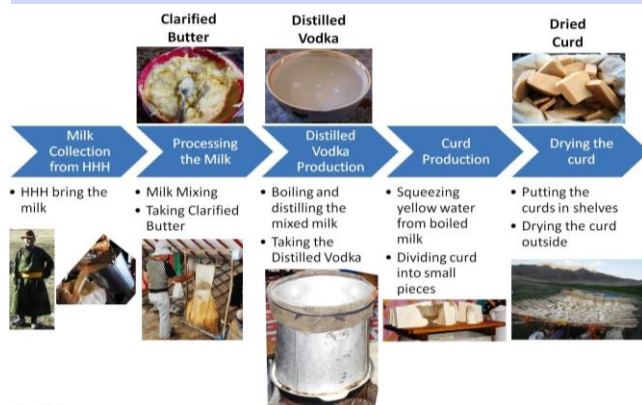 Clarified
Butter
Distilled
Vodka
Dried
Curd
Milk
Collection
from HHH
Processing
the Milk
Distilled
Vodka
Production
Curd
Production
Drying the
curd
• HHH bring the
milk
• Milk Mixing
• Taking Clarified
Butter
• Boiling and
distilling the
mixed milk
• Taking the
Distilled Vodka
• Squeezing
yellow water
from boiled
milk
• Dividing curd
into small
pieces
• Putting the
curds in shelves
• Drying the curd
outside